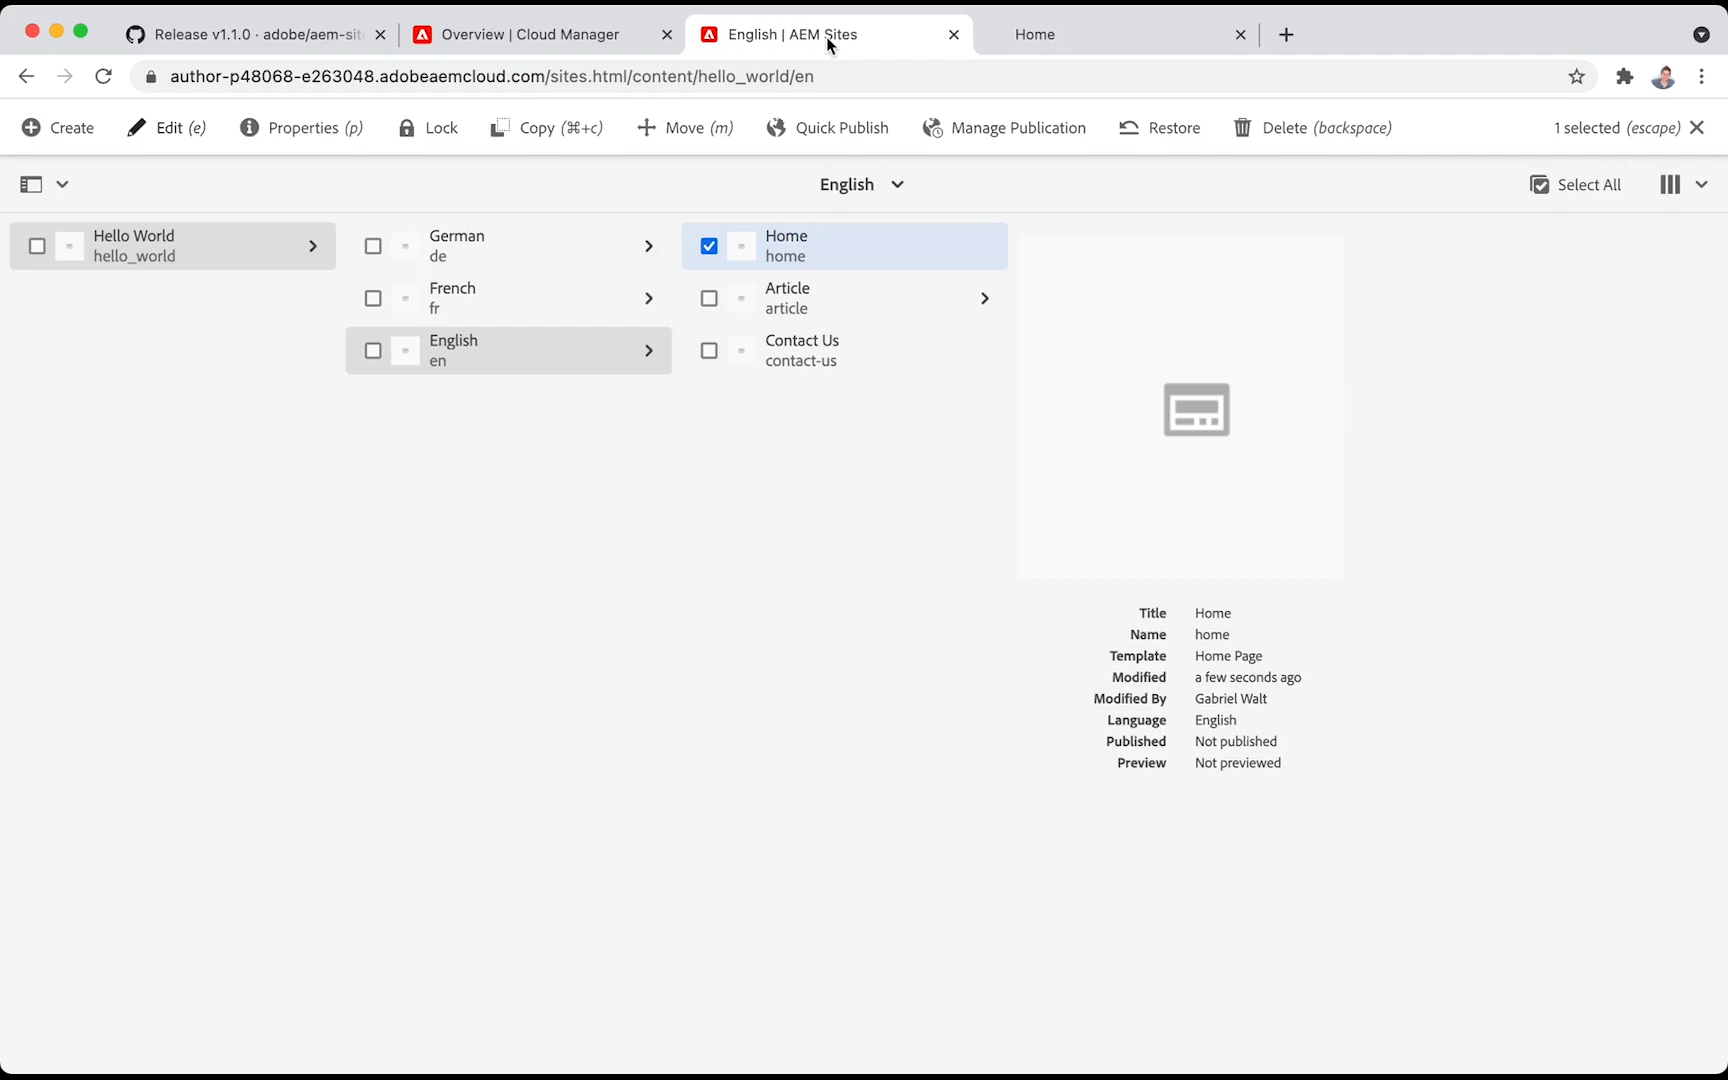 Release v1.1.0 · adobe/aem-sit
Overview | Cloud Manager
English | AEM Sites
Home
author-p48068-e263048.adobeaemcloud.com/sites.html/content/hello_world/en
Create
Edit (e)
Properties (p)
Lock
Copy (⌘+c)
Move (m)
Quick Publish
Manage Publication
Restore
Delete (backspace)
1 selected (escape)
English
Select All
Hello World
hello_world
German
de
French
fr
English
en
Home
home
Article
article
Contact Us
contact-us
Title Home
Name home
Template Home Page
Modified a few seconds ago
Modified By Gabriel Walt
Language English
Published Not published
Preview Not previewed